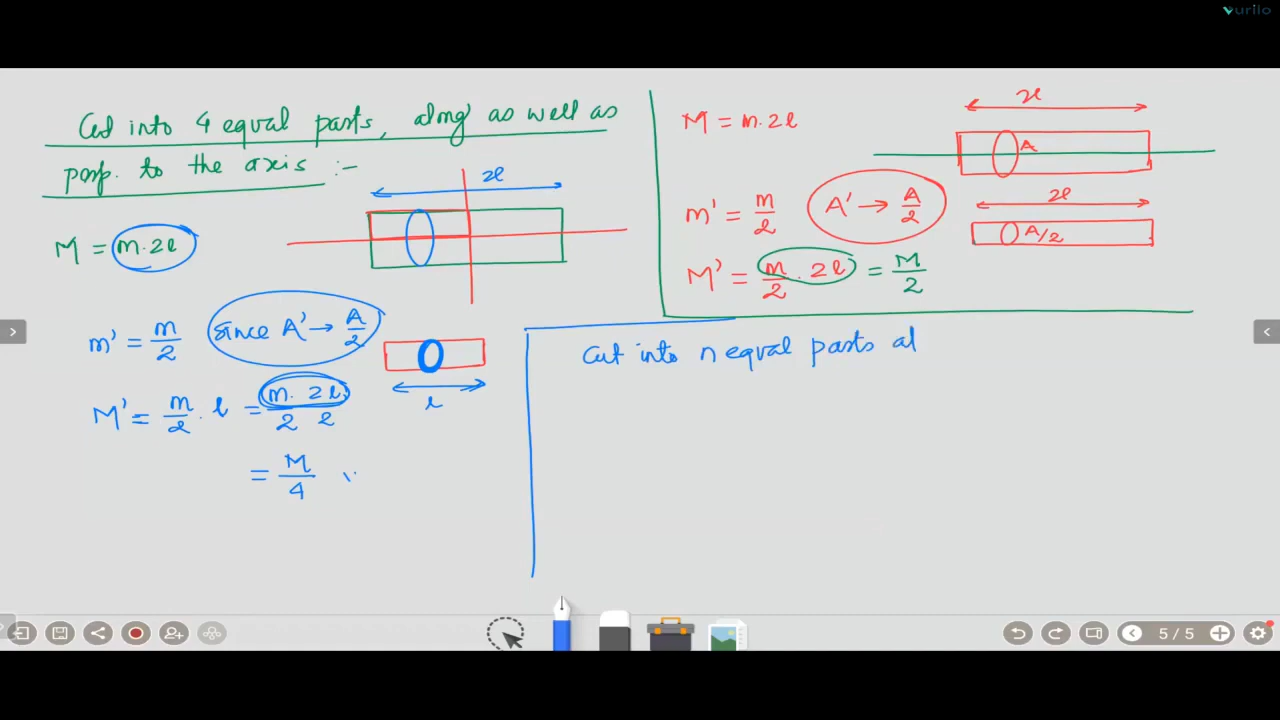 Yurilo
Cut into 4 equal parts, along as well as
perp. to the axis :-
2l
M = m.2l
m' = m/2 since A' → A/2
l
M' = m/2 . l = m. 2l/2 2
= M/4
M = m.2l
2l
A
m' = m/2 A' → A/2
2l
A/2
M' = m/2 . 2l = M/2
Cut into n equal parts al
5/5